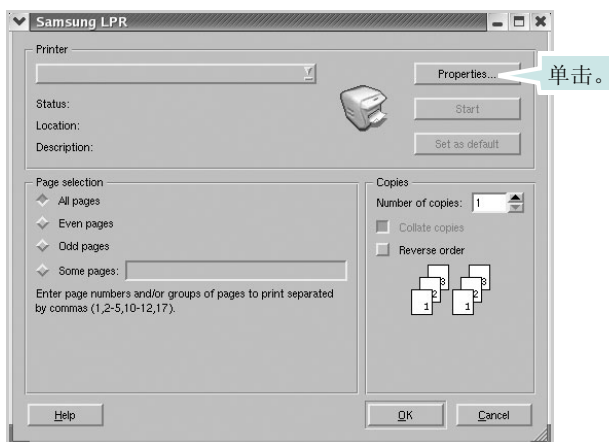 Samsung LPR
Printer
Properties...
单击。
Status:
Start
Location:
Description:
Set as default
Page selection
All pages
Even pages
Odd pages
Some pages:
Enter page numbers and/or groups of pages to print separated
by commas (1,2-5,10-12,17).
Copies
Number of copies: 1
Collate copies
Reverse order
3 3
2 2
1 1
Help
OK
Cancel